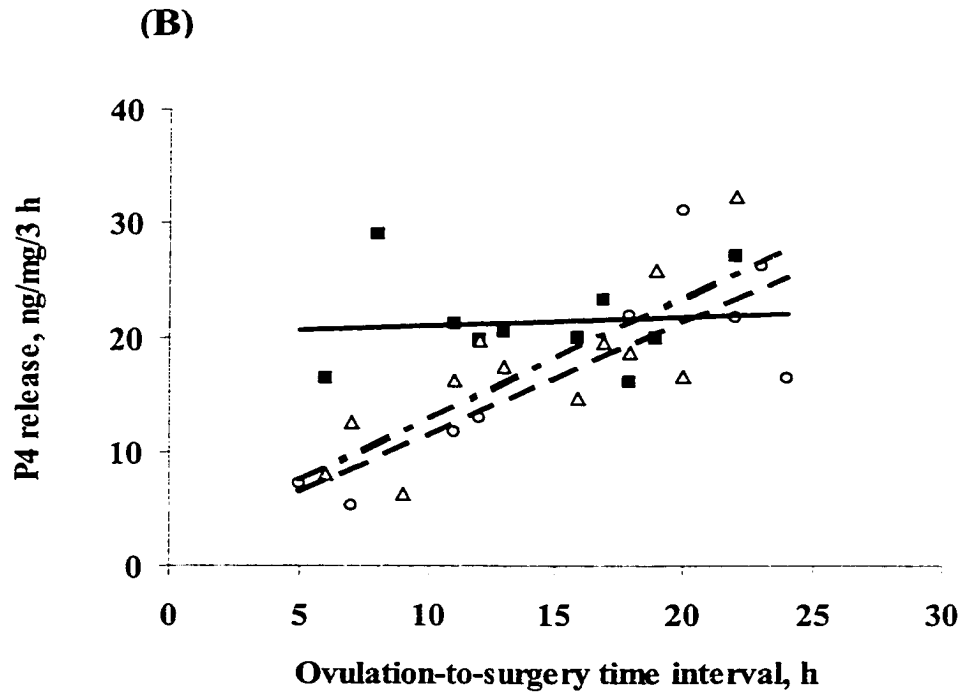 (B)
40
30
20
10
0
P4 release, ng/mg/3 h
0 5 10 15 20 25 30
Ovulation-to-surgery time interval, h